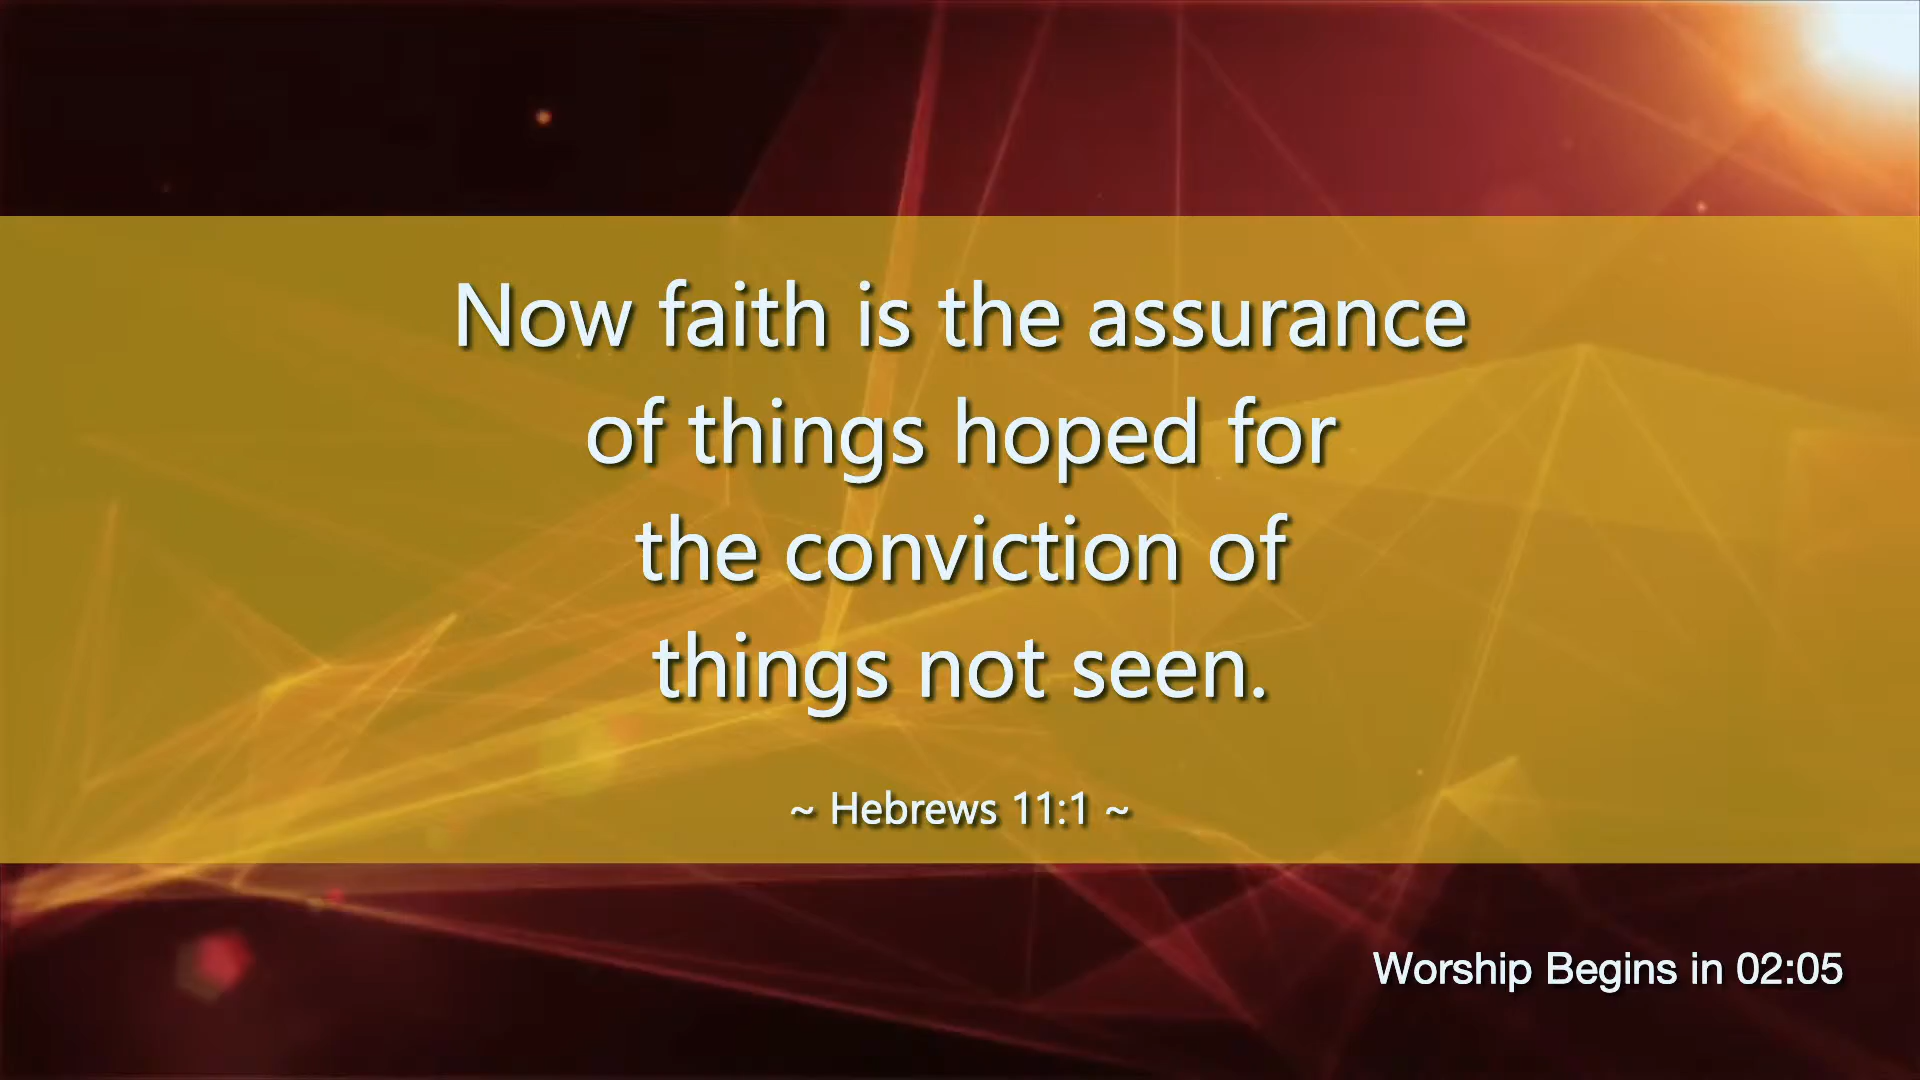 Now faith is the assurance
of things hoped for
the conviction of
things not seen.
~ Hebrews 11:1 ~
Worship Begins in 02:05